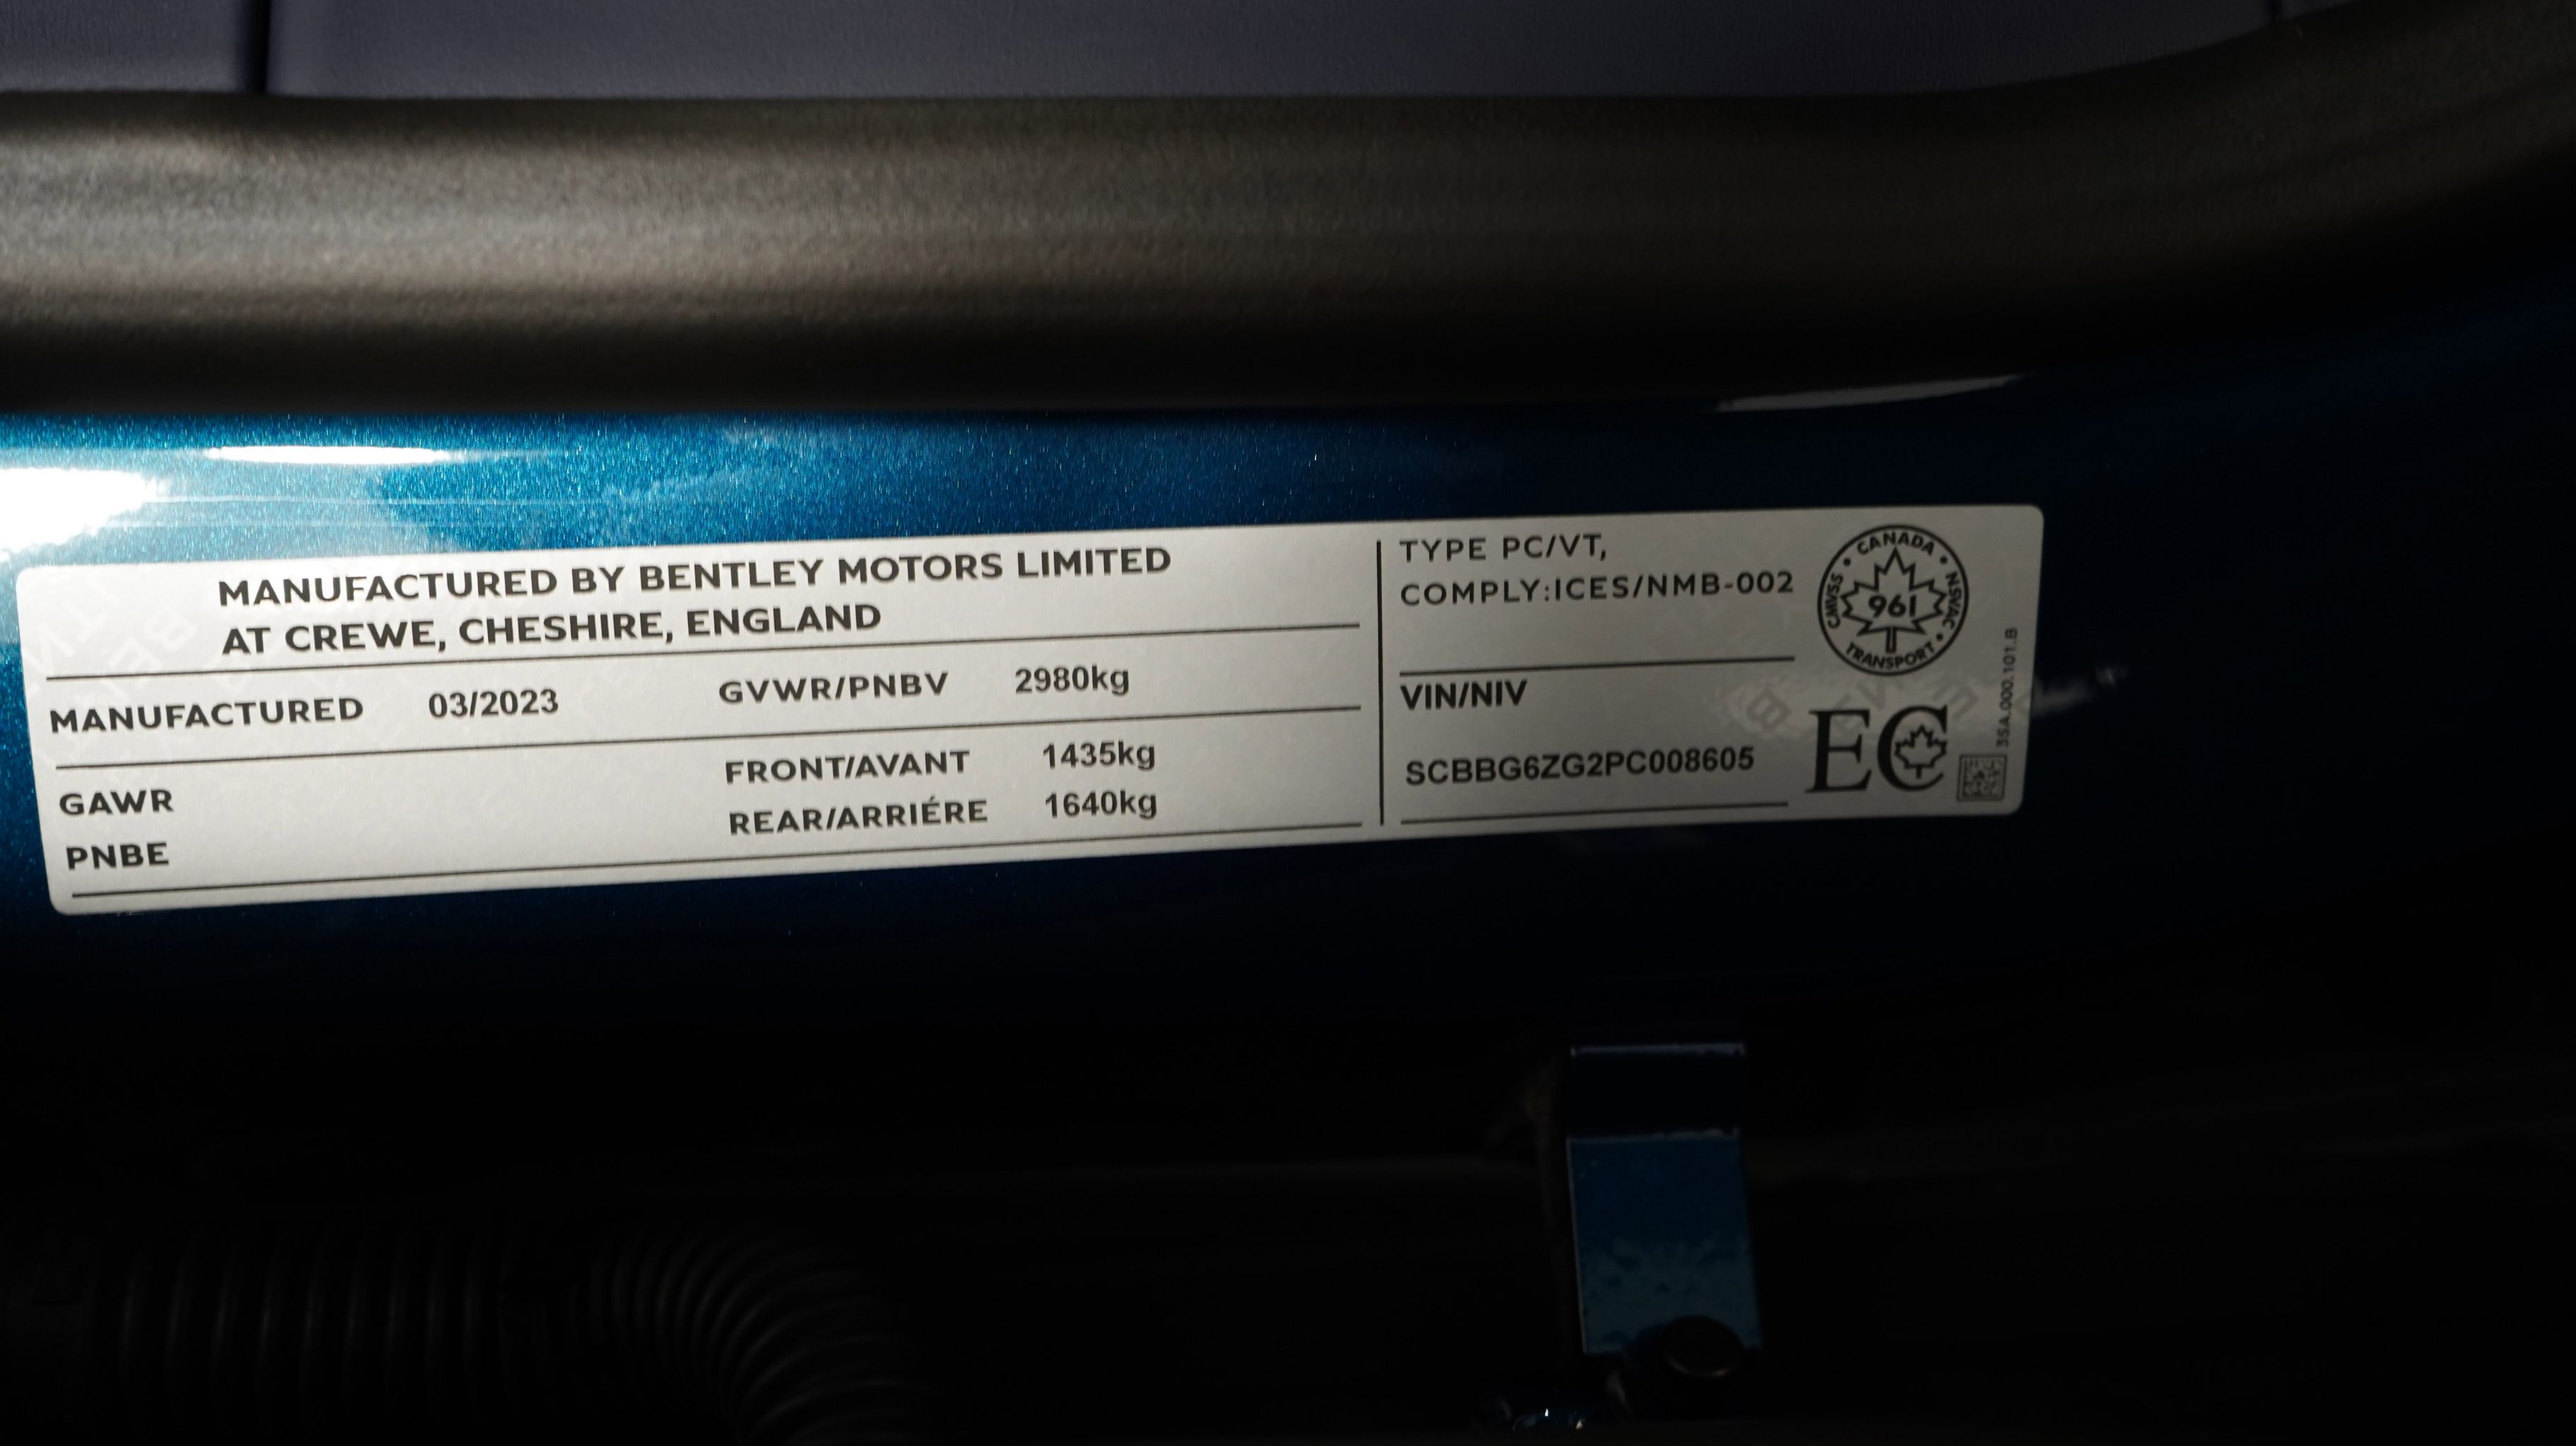 MANUFACTURED BY BENTLEY MOTORS LIMITED
AT CREWE, CHESHIRE, ENGLAND
MANUFACTURED 03/2023 GVWR/PNBV 2980kg
GAWR FRONT/AVANT 1435kg
PNBE REAR/ARRIÉRE 1640kg
TYPE PC/VT,
COMPLY:ICES/NMB-002
VIN/NIV
SCBBG6ZG2PC008605
CANADA
CMVSS 961 NSVAC
TRANSPORT
EC
3SA.000.101.B